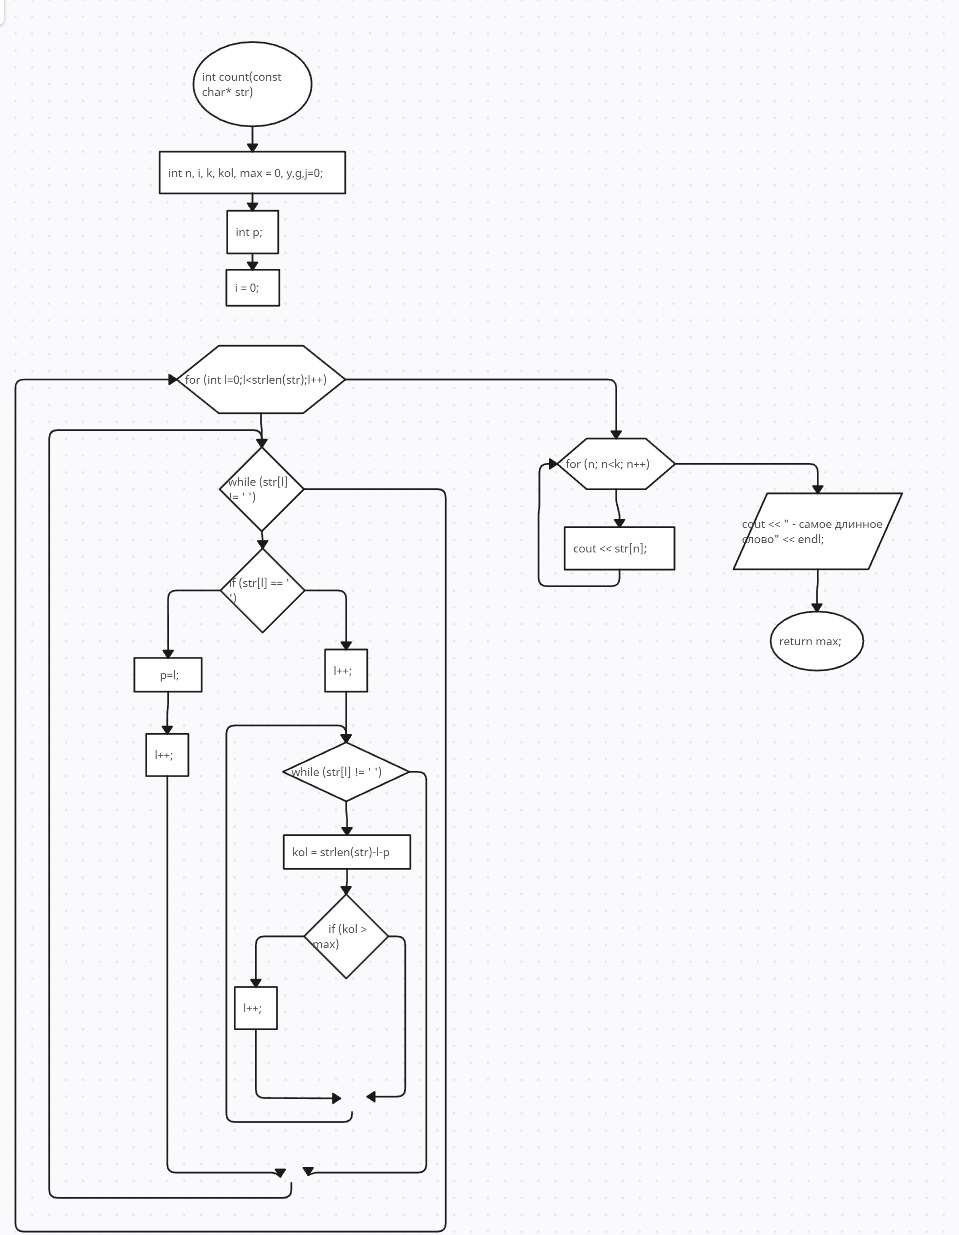 int count(const
char* str)
int n, i, k, kol, max = 0, y,g,j=0;
int p;
i = 0;
for (int l=0;l<strlen(str);l++)
while (str[l]
!= ' ')
if (str[l] == '
')
p=l;
l++;
l++;
while (str[l] != ' ')
kol = strlen(str)-l-p
if (kol >
max)
l++;
for (n; n<k; n++)
cout << str[n];
cout << " - самое длинное
слово" << endl;
return max;